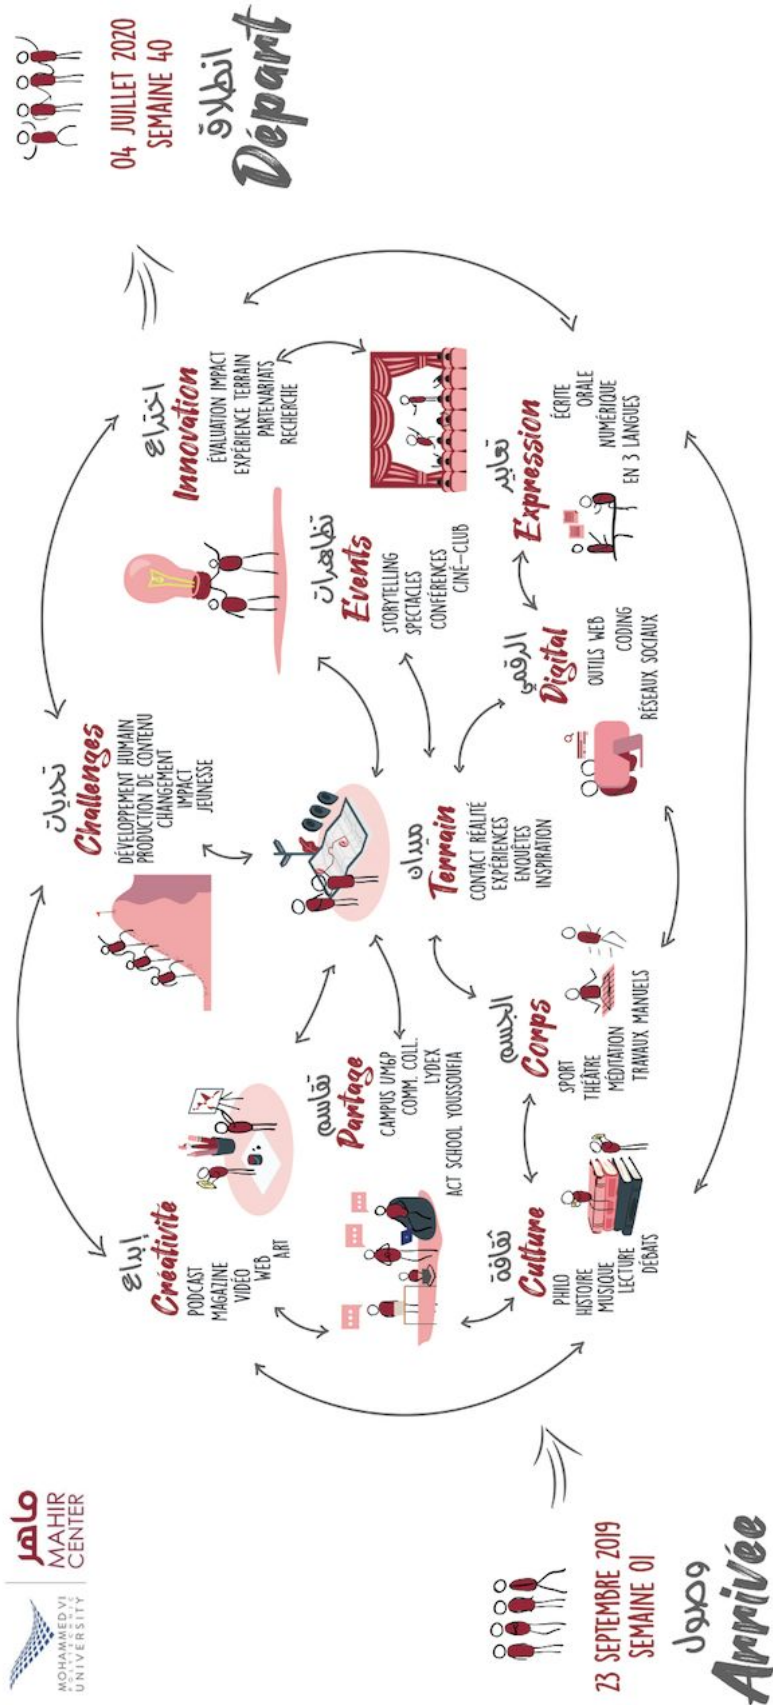 MOHAMMED VI
POLYTECHNIC
UNIVERSITY
ماهر
MAHIR
CENTER
04 JUILLET 2020
SEMAINE 40
انطلاق
Départ
إبداع
Créativité
PODCAST
MAGAZINE
VIDÉO
WEB
ART
تحديات
Challenges
DÉVELOPPEMENT HUMAIN
PRODUCTION DE CONTENU
CHANGEMENT
IMPACT
JEUNESSE
اختراع
Innovation
ÉVALUATION IMPACT
EXPÉRIENCE TERRAIN
PARTENARIATS
RECHERCHE
تقاسم
Partage
CAMPUS UM6P
COMM. COLL.
LYDEX
ACT SCHOOL YOUSSOUFIA
تظاهرات
Events
STORYTELLING
SPECTACLES
CONFÉRENCES
CINÉ-CLUB
ميدان
Terrain
CONTACT RÉALITÉ
EXPÉRIENCES
ENQUÊTES
INSPIRATION
ثقافة
Culture
PHILO
HISTOIRE
MUSIQUE
LECTURE
DÉBATS
الجسم
Corps
SPORT
THÉÂTRE
MÉDITATION
TRAVAUX MANUELS
الرقمي
Digital
OUTILS WEB
CODING
RÉSEAUX SOCIAUX
تعابير
Expression
ÉCRITE
ORALE
NUMÉRIQUE
EN 3 LANGUES
23 SEPTEMBRE 2019
SEMAINE 01
وصول
Arrivée